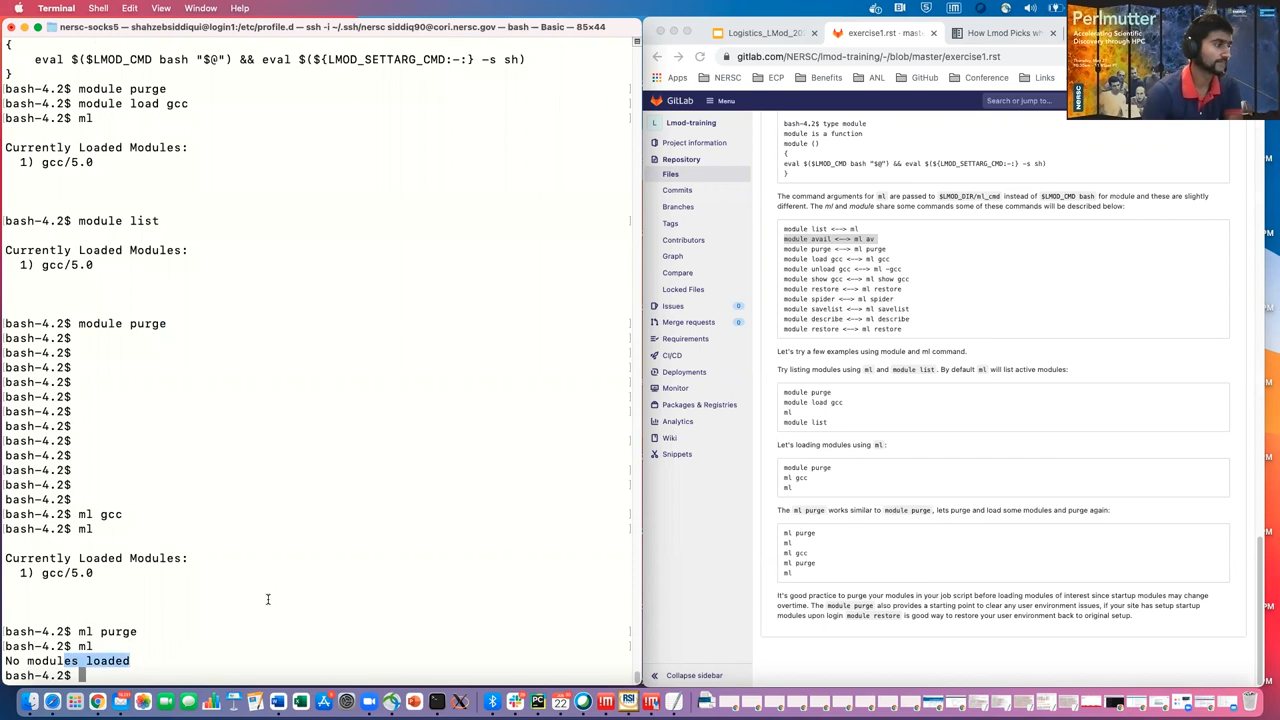 nersc-socks5 — shahzebsiddiqui@login1:/etc/profile.d — ssh -i ~/.ssh/nersc siddiq90@cori.nersc.gov — bash — Basic — 85×44
{
eval $($LMOD_CMD bash "$@") && eval $(${LMOD_SETTARG_CMD:-:} -s sh)
}
bash-4.2$ module purge
bash-4.2$ module load gcc
bash-4.2$ ml
Currently Loaded Modules:
1) gcc/5.0
bash-4.2$ module list
Currently Loaded Modules:
1) gcc/5.0
bash-4.2$ module purge
bash-4.2$
bash-4.2$
bash-4.2$
bash-4.2$
bash-4.2$
bash-4.2$
bash-4.2$
bash-4.2$
bash-4.2$
bash-4.2$
bash-4.2$
bash-4.2$
bash-4.2$ ml gcc
bash-4.2$ ml
Currently Loaded Modules:
1) gcc/5.0
bash-4.2$ ml purge
bash-4.2$ ml
No modules loaded
bash-4.2$
Logistics_LMod_20
exercise1.rst · mas
How Lmod Picks wh
gitlab.com/NERSC/lmod-training/-/blob/master/exercise1.rst
Apps NERSC ECP Benefits ANL GitHub Conference Links
GitLab Menu Search or jump to...
L Lmod-training
Project information
Repository
Files
Commits
Branches
Tags
Contributors
Graph
Compare
Locked Files
Issues 0
Merge requests 0
Requirements
CI/CD
Deployments
Monitor
Packages & Registries
Analytics
Wiki
Snippets
Collapse sidebar
bash-4.2$ type module
module is a function
module ()
{
eval $($LMOD_CMD bash "$@") && eval $(${LMOD_SETTARG_CMD:-:} -s sh)
}
The command arguments for ml are passed to $LMOD_DIR/ml_cmd instead of $LMOD_CMD bash for module and these are slightly
different. The ml and module share some commands some of these commands will be described below:
module list <--> ml
module avail <--> ml av
module purge <--> ml purge
module load gcc <--> ml gcc
module unload gcc <--> ml -gcc
module show gcc <--> ml show gcc
module restore <--> ml restore
module spider <--> ml spider
module savelist <--> ml savelist
module describe <--> ml describe
module restore <--> ml restore
Let's try a few examples using module and ml command.
Try listing modules using ml and module list. By default ml will list active modules:
module purge
module load gcc
ml
module list
Let's loading modules using ml:
module purge
ml gcc
ml
The ml purge works similar to module purge, lets purge and load some modules and purge again:
ml purge
ml
ml gcc
ml purge
ml
It's good practice to purge your modules in your job script before loading modules of interest since startup modules may change
overtime. The module purge also provides a starting point to clear any user environment issues, if your site has setup startup
modules upon login module restore is good way to restore your user environment back to original setup.
Perlmutter
Accelerating Scientific
Discovery through HPC
NERSC